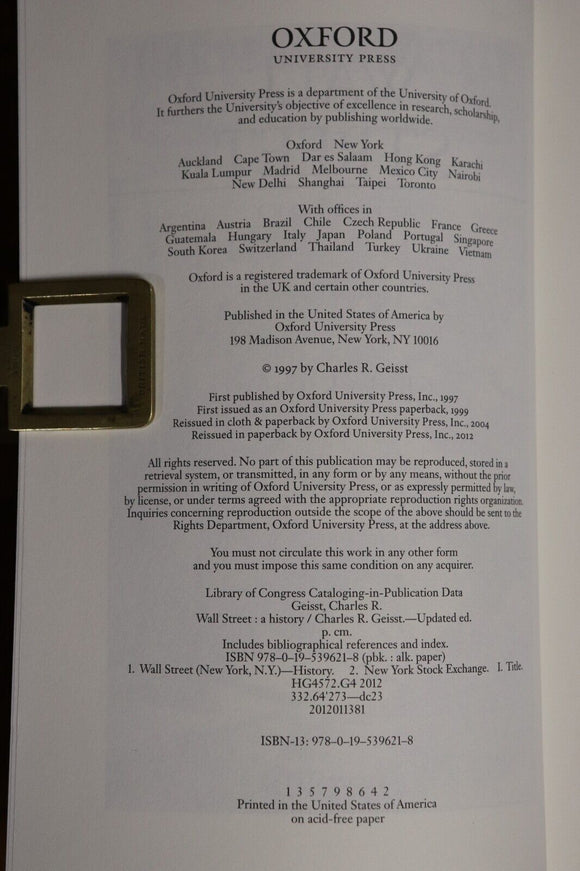 OXFORD
UNIVERSITY PRESS
Oxford University Press is a department of the University of Oxford.
It furthers the University's objective of excellence in research, scholarship,
and education by publishing worldwide.
Oxford New York
Auckland Cape Town Dar es Salaam Hong Kong Karachi
Kuala Lumpur Madrid Melbourne Mexico City Nairobi
New Delhi Shanghai Taipei Toronto
With offices in
Argentina Austria Brazil Chile Czech Republic France Greece
Guatemala Hungary Italy Japan Poland Portugal Singapore
South Korea Switzerland Thailand Turkey Ukraine Vietnam
Oxford is a registered trademark of Oxford University Press
in the UK and certain other countries.
Published in the United States of America by
Oxford University Press
198 Madison Avenue, New York, NY 10016
© 1997 by Charles R. Geisst
First published by Oxford University Press, Inc., 1997
First issued as an Oxford University Press paperback, 1999
Reissued in cloth & paperback by Oxford University Press, Inc., 2004
Reissued in paperback by Oxford University Press, Inc., 2012
All rights reserved. No part of this publication may be reproduced, stored in a
retrieval system, or transmitted, in any form or by any means, without the prior
permission in writing of Oxford University Press, or as expressly permitted by law,
by license, or under terms agreed with the appropriate reproduction rights organization.
Inquiries concerning reproduction outside the scope of the above should be sent to the
Rights Department, Oxford University Press, at the address above.
You must not circulate this work in any other form
and you must impose this same condition on any acquirer.
Library of Congress Cataloging-in-Publication Data
Geisst, Charles R.
Wall Street : a history / Charles R. Geisst.—Updated ed.
p. cm.
Includes bibliographical references and index.
ISBN 978–0–19–539621–8 (pbk. : alk. paper)
1. Wall Street (New York, N.Y.)—History. 2. New York Stock Exchange. I. Title.
HG4572.G4 2012
332.64'273—dc23
2012011381
ISBN-13: 978–0–19–539621–8
1 3 5 7 9 8 6 4 2
Printed in the United States of America
on acid-free paper